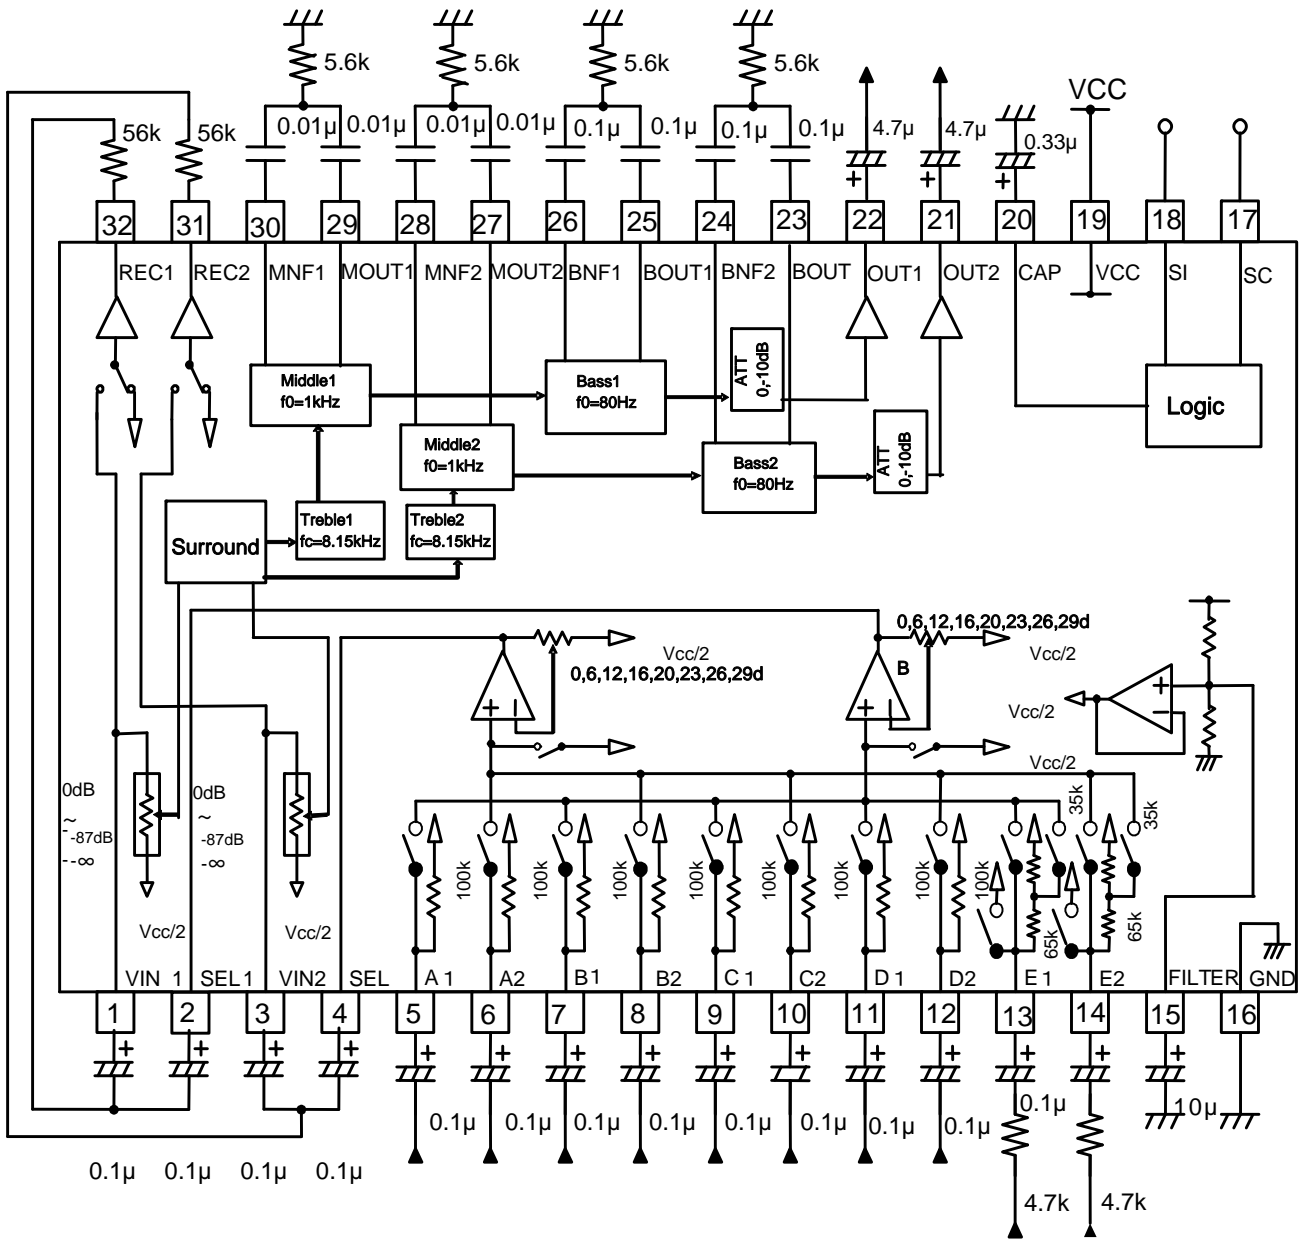 5.6k 5.6k 5.6k 5.6k
VCC
56k 56k 0.01µ 0.01µ 0.01µ 0.01µ 0.1µ 0.1µ 0.1µ 0.1µ 4.7µ 4.7µ 0.33µ
+ + +
32 31 30 29 28 27 26 25 24 23 22 21 20 19 18 17
REC1 REC2 MNF1 MOUT1 MNF2 MOUT2 BNF1 BOUT1 BNF2 BOUT OUT1 OUT2 CAP VCC SI SC
Middle1
f0=1kHz
Bass1
f0=80Hz
ATT
0,-10dB
Logic
Middle2
f0=1kHz
Bass2
f0=80Hz
ATT
0,-10dB
Surround
Treble1
fc=8.15kHz
Treble2
fc=8.15kHz
0,6,12,16,20,23,26,29d
Vcc/2
0,6,12,16,20,23,26,29d
B
Vcc/2
+ − + −
+
−
Vcc/2
Vcc/2
0dB
~
-87dB
-∞
0dB
~
-87dB
-∞
35k 35k
100k 100k 100k 100k 100k 100k 100k 100k
65k 65k
Vcc/2 Vcc/2
VIN 1 SEL1 VIN2 SEL A1 A2 B1 B2 C1 C2 D1 D2 E1 E2 FILTER GND
1 2 3 4 5 6 7 8 9 10 11 12 13 14 15 16
+ + + + + + + + + + + + + + +
0.1µ 0.1µ 0.1µ 0.1µ 0.1µ 0.1µ 0.1µ 0.1µ 0.1µ 10µ
0.1µ 0.1µ 0.1µ 0.1µ
4.7k 4.7k